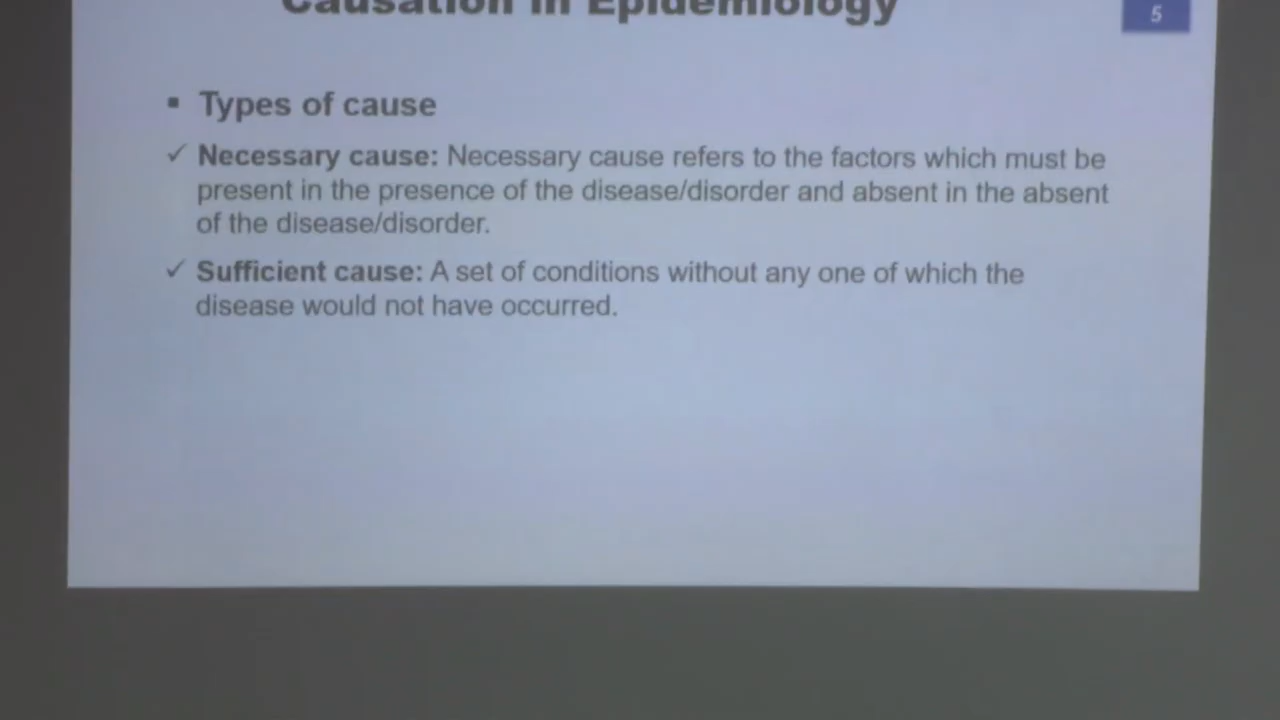 Causation in Epidemiology
5
▪ Types of cause
✓ Necessary cause: Necessary cause refers to the factors which must be
present in the presence of the disease/disorder and absent in the absent
of the disease/disorder.
✓ Sufficient cause: A set of conditions without any one of which the
disease would not have occurred.